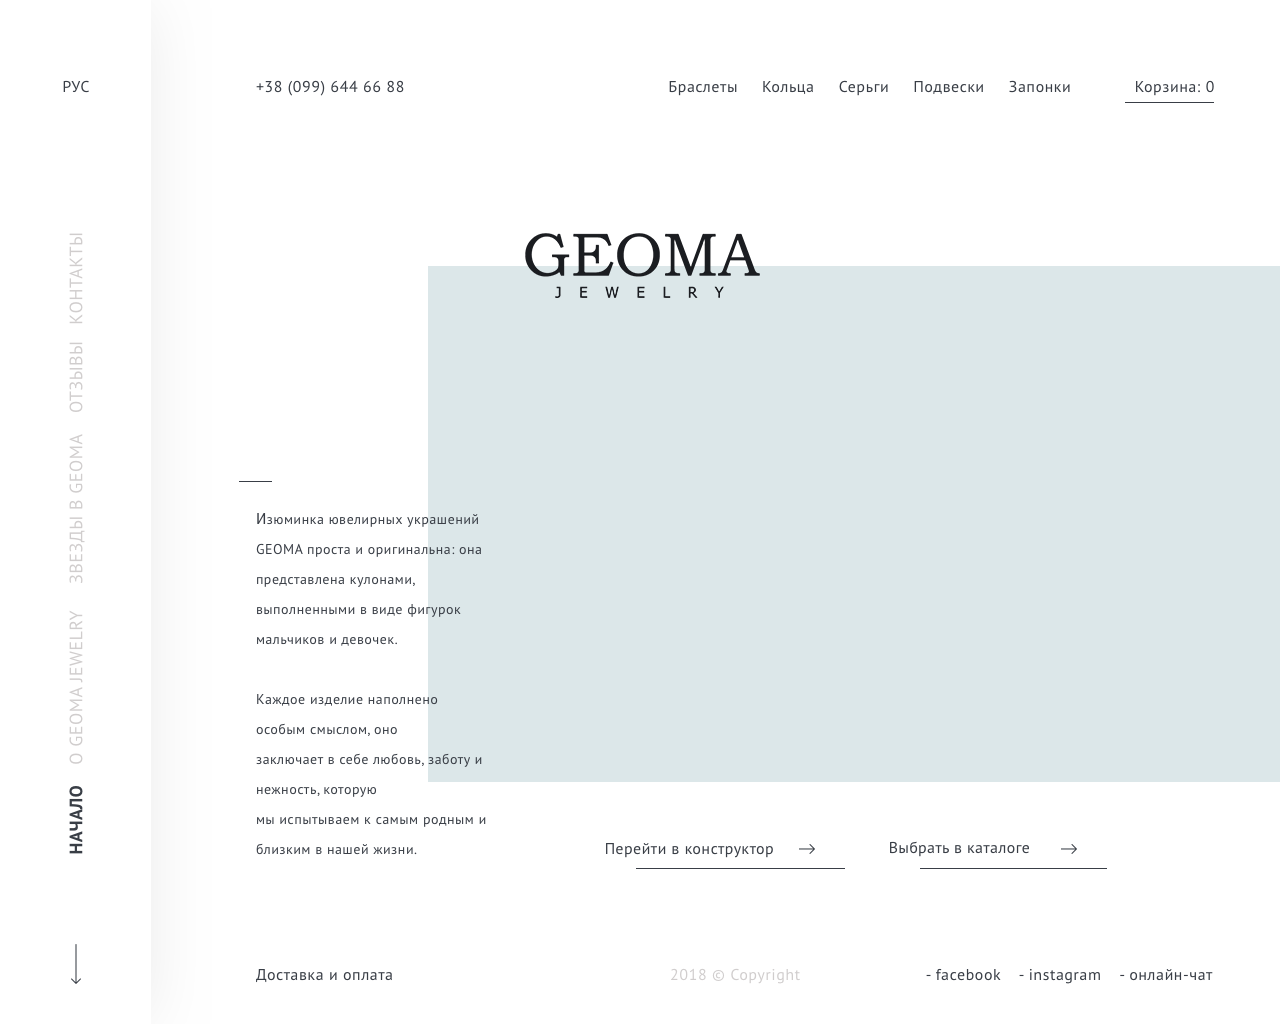 РУС
+38 (099) 644 66 88
Браслеты Кольца Серьги Подвески Запонки Корзина: 0
КОНТАКТЫ
ОТЗЫВЫ
ЗВЕЗДЫ В GEOMA
О GEOMA JEWELRY
НАЧАЛО
GEOMA
JEWELRY
Изюминка ювелирных украшений
GEOMA проста и оригинальна: она
представлена кулонами,
выполненными в виде фигурок
мальчиков и девочек.
Каждое изделие наполнено
особым смыслом, оно
заключает в себе любовь, заботу и
нежность, которую
мы испытываем к самым родным и
близким в нашей жизни.
Перейти в конструктор
Выбрать в каталоге
Доставка и оплата
2018 © Copyright
- facebook - instagram - онлайн-чат